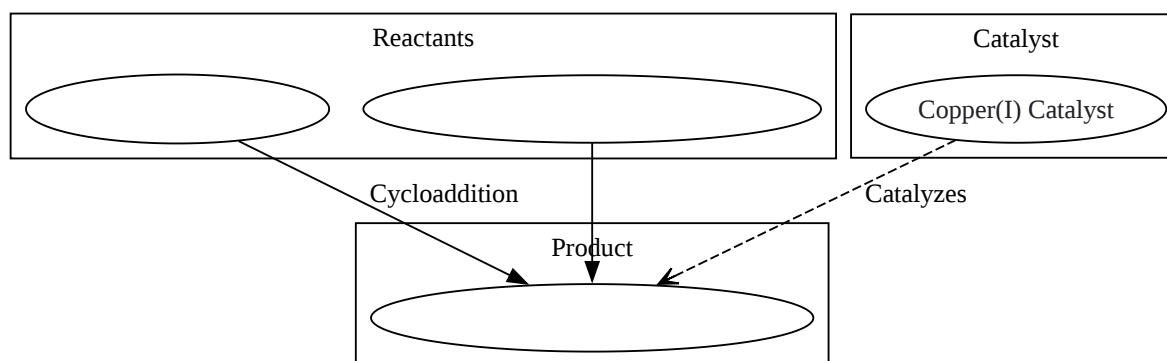 Reactants
Catalyst
Copper(I) Catalyst
Cycloaddition
Catalyzes
Product